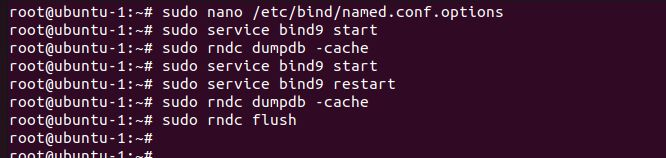 root@ubuntu-1:~# sudo nano /etc/bind/named.conf.options
root@ubuntu-1:~# sudo service bind9 start
root@ubuntu-1:~# sudo rndc dumpdb -cache
root@ubuntu-1:~# sudo service bind9 start
root@ubuntu-1:~# sudo service bind9 restart
root@ubuntu-1:~# sudo rndc dumpdb -cache
root@ubuntu-1:~# sudo rndc flush
root@ubuntu-1:~#
root@ubuntu-1:~#